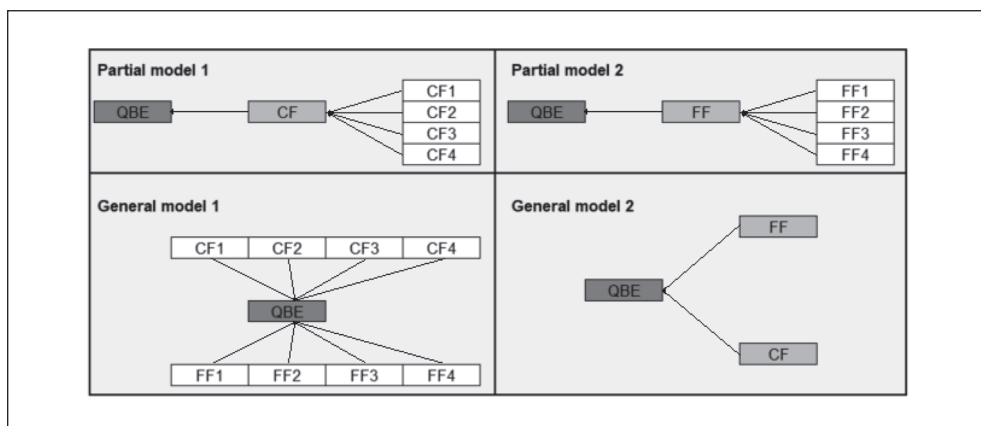 Partial model 1
QBE CF CF1
CF2
CF3
CF4
Partial model 2
QBE FF FF1
FF2
FF3
FF4
General model 1
CF1 CF2 CF3 CF4
QBE
FF1 FF2 FF3 FF4
General model 2
FF
QBE
CF